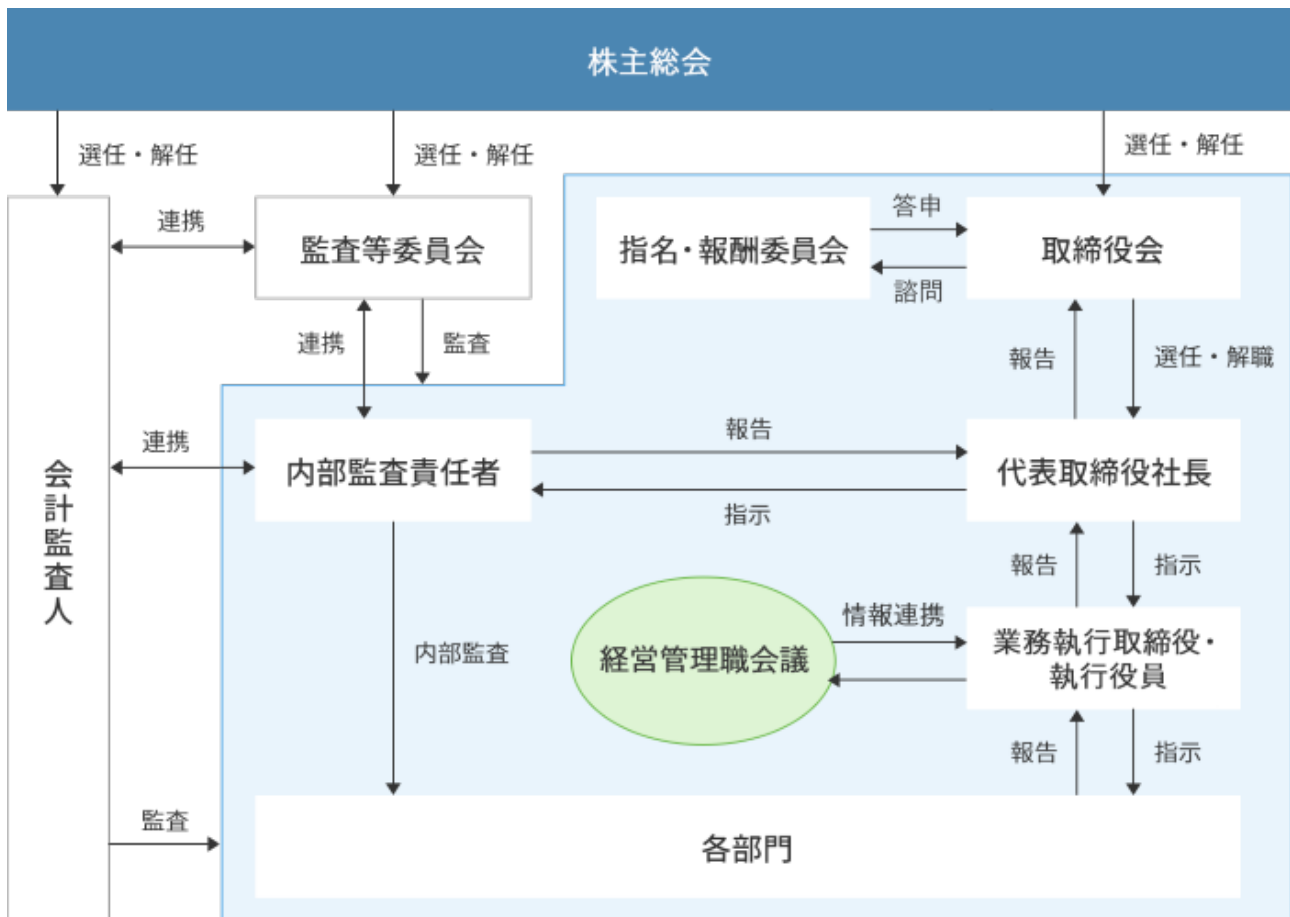 株主総会
選任・解任
選任・解任
選任・解任
連携
監査等委員会
指名・報酬委員会
答申
諮問
取締役会
連携
監査
報告
選任・解職
連携
内部監査責任者
報告
指示
代表取締役社長
会計監査人
報告
指示
内部監査
経営管理職会議
情報連携
業務執行取締役・
執行役員
報告
指示
監査
各部門